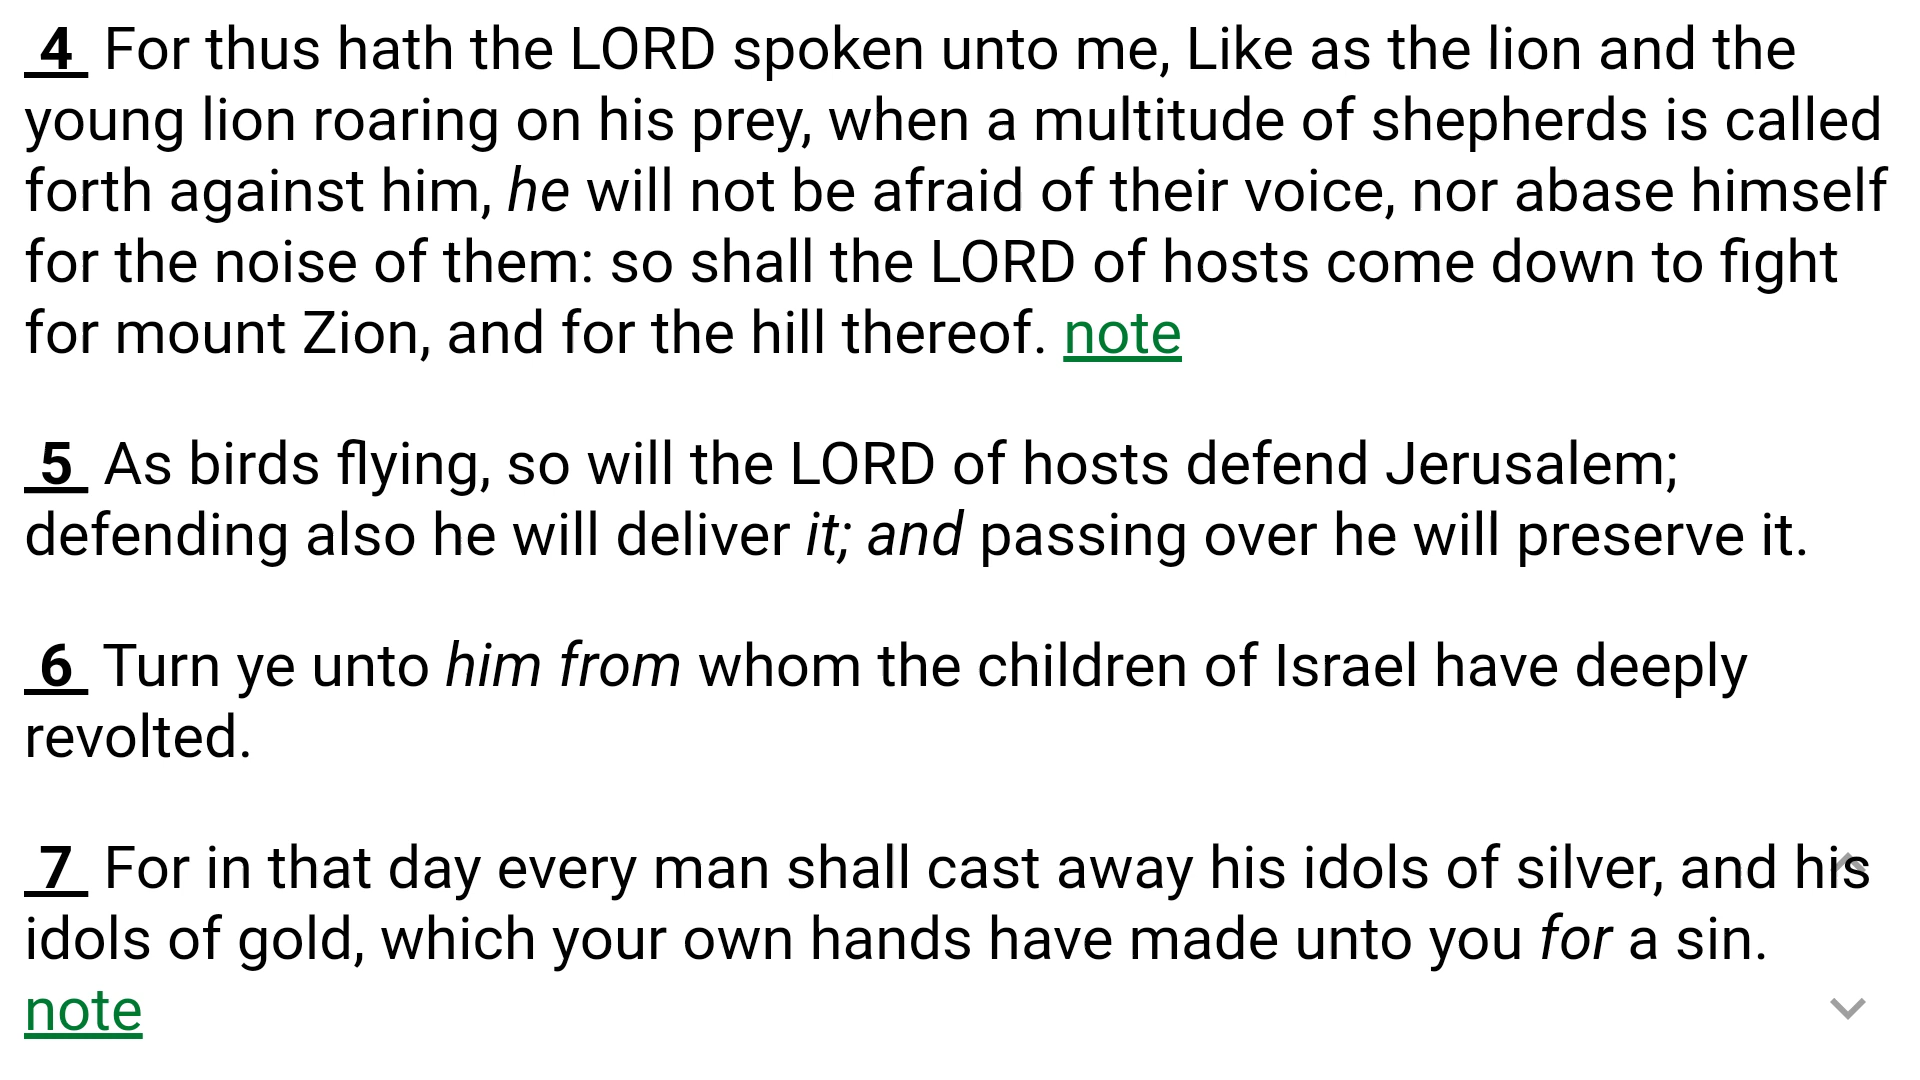 4 For thus hath the LORD spoken unto me, Like as the lion and the
young lion roaring on his prey, when a multitude of shepherds is called
forth against him, he will not be afraid of their voice, nor abase himself
for the noise of them: so shall the LORD of hosts come down to fight
for mount Zion, and for the hill thereof. note
5 As birds flying, so will the LORD of hosts defend Jerusalem;
defending also he will deliver it; and passing over he will preserve it.
6 Turn ye unto him from whom the children of Israel have deeply
revolted.
7 For in that day every man shall cast away his idols of silver, and his
idols of gold, which your own hands have made unto you for a sin.
note